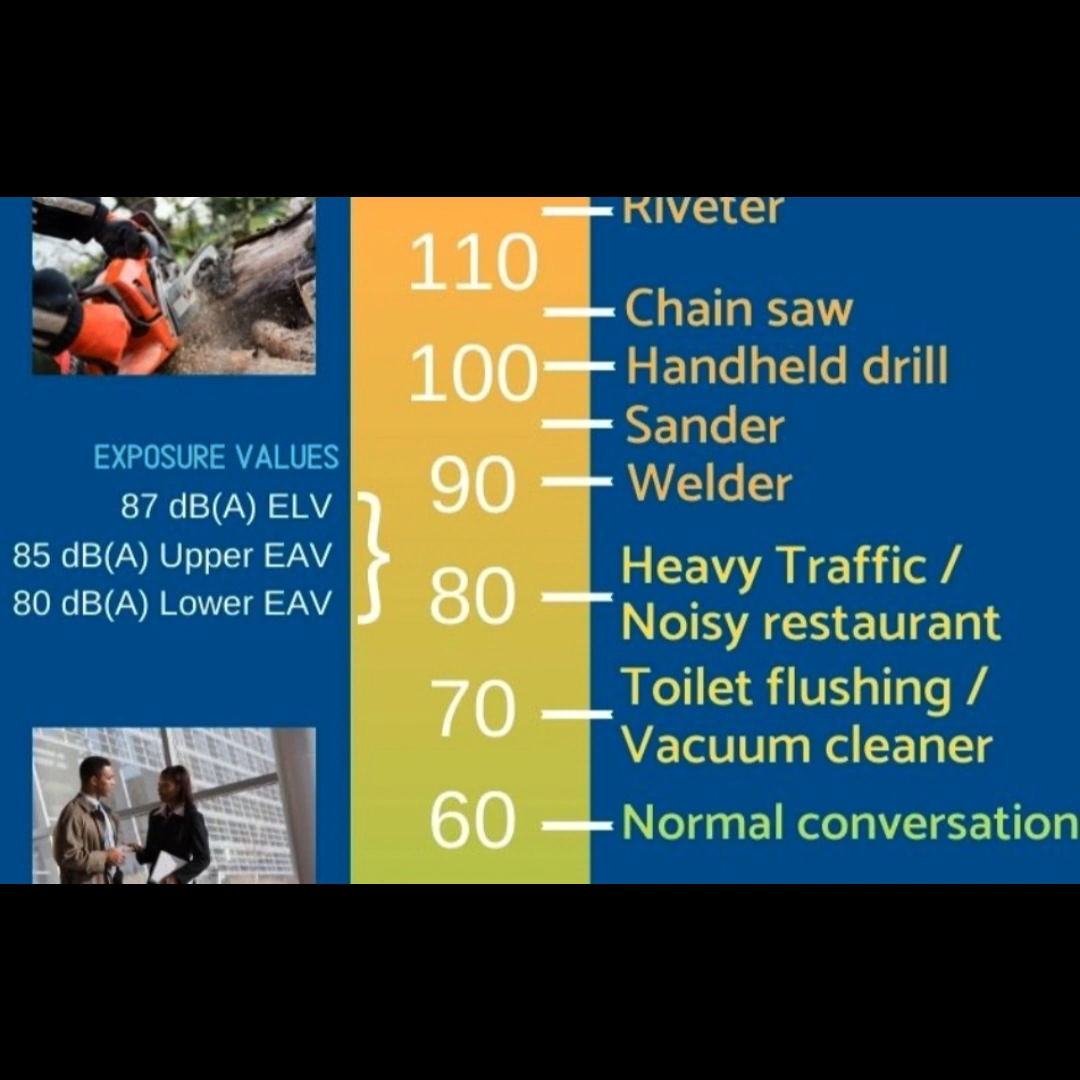 Riveter
110
Chain saw
100
Handheld drill
Sander
EXPOSURE VALUES
90
Welder
87 dB(A) ELV
85 dB(A) Upper EAV
80 dB(A) Lower EAV
80
Heavy Traffic /
Noisy restaurant
70
Toilet flushing /
Vacuum cleaner
60
Normal conversation